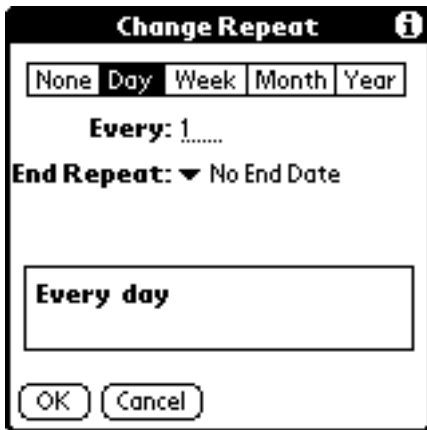 Change Repeat i
None Day Week Month Year
Every: 1
End Repeat: No End Date
Every day
OK Cancel